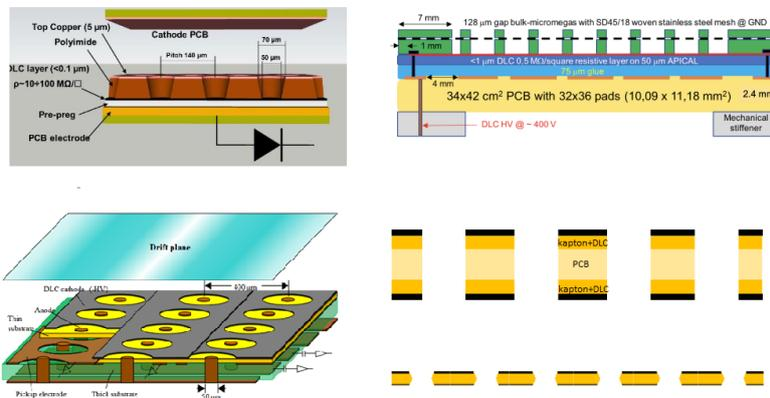 Top Copper (5 µm)
Polyimide
Cathode PCB
Pitch 140 µm
70 µm
50 µm
DLC layer (<0.1 µm)
ρ~10÷100 MΩ/□
Pre-preg
PCB electrode
7 mm
128 µm gap bulk-micromegas with SD45/18 woven stainless steel mesh @ GND
1 mm
<1 µm DLC 0,5 MΩ/square resistive layer on 50 µm APICAL
75 µm glue
4 mm
34x42 cm² PCB with 32x36 pads (10,09 x 11,18 mm²)
2.4 mm
DLC HV @ ~ 400 V
Mechanical
stiffener
Drift plane
DLC cathode (-HV)
400 µm
Anode
Thin
substrate
Pickup electrode
Thick substrate
50 µm
kapton+DLC
PCB
kapton+DLC